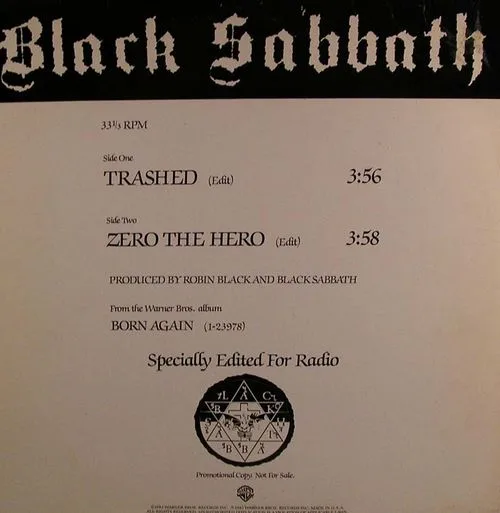 Black Sabbath
33⅓ RPM
Side One
TRASHED (Edit) 3:56
Side Two
ZERO THE HERO (Edit) 3:58
PRODUCED BY ROBIN BLACK AND BLACK SABBATH
From the Warner Bros. album
BORN AGAIN (1-23978)
Specially Edited For Radio
Promotional Copy. Not For Sale.